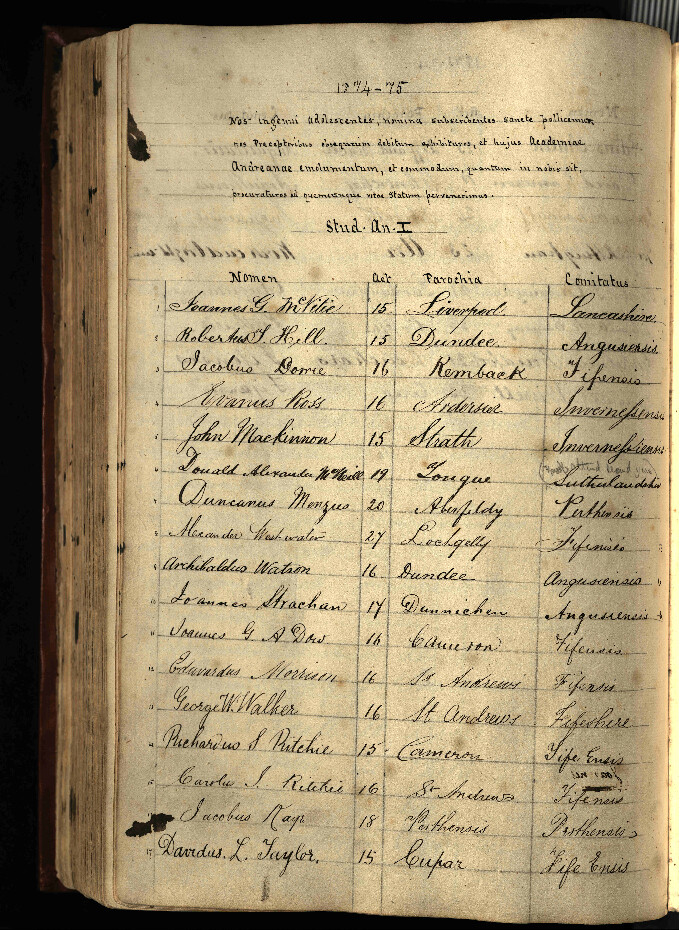 1874-75
Nos ingenui adolescentes, nomina subscribentes sancte pollicemur,
nos Preceptoribus obsequium debitum exhibituros, et hujus Academiae
Andreanae emolumentum, et commodum, quantum in nobis sit,
procuraturos ad quemcunque vitae statum pervenerimus.
Stud. An. I
Nomen Aet Parochia Comitatus
1 Joannes G. McVitie 15 Liverpool Lancashire.
2 Robertus T. Hill. 15 Dundee Angusiensis
3 Jacobus Dowie 16 Kemback Fifensis
4 Evanus Ross 16 Invernessensis
5 John Mackinnon 15 Strath Invernessiensis
6 Donald Alexander McNeill 19 Tongue Sutherlandshire
7 Duncanus Menzies 20 Aberfeldy Perthensis
8 Alexander Westwater 27 Lochgelly Fifensis
9 Archibaldus Watson 16 Dundee Angusiensis
10 Joannes Strachan 17 Dunnichen Angusiensis
11 Joannes G A Dow 16 Cameron Fifensis
12 Edwardus Morrison 16 St Andrews Fifensis
13 George W. Walker 16 St Andrews Fifeshire
14 Richardus S Ritchie 15 Cameron Fife Ensis
15 Carolus J. Ritchie 16 St Andrews Fifensis
Jacobus Kay 18 Perthensis Perthensis
17 Davidus. L. Taylor. 15 Cupar Fife Ensis